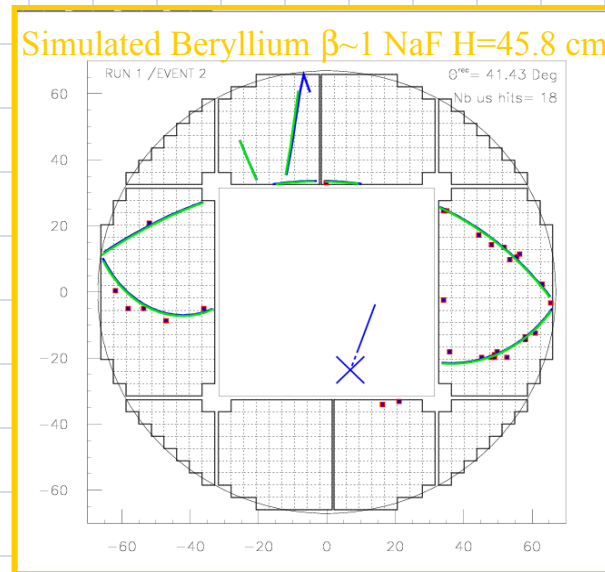 Simulated Beryllium β~1 NaF H=45.8 cm
RUN 1 /EVENT 2
Θʳᵉᶜ= 41.43 Deg
Nb us hits= 18
60
40
20
0
−20
−40
−60
−60 −40 −20 0 20 40 60